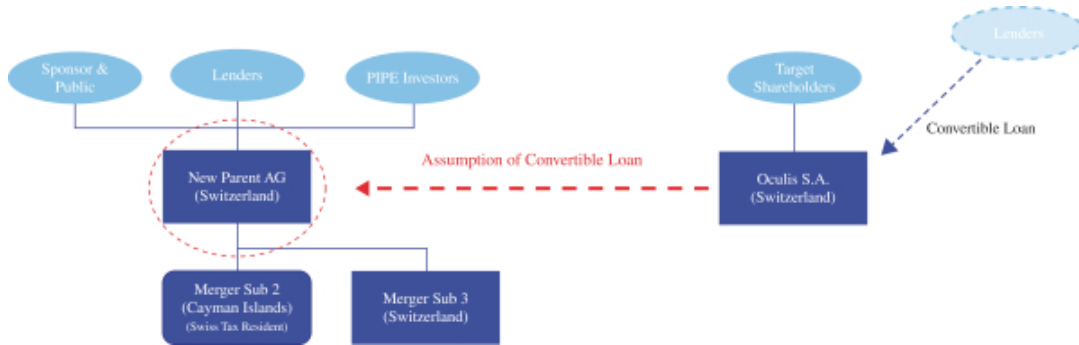 Sponsor &
Public
Lenders
PIPE Investors
Target
Shareholders
Lenders
Convertible Loan
Assumption of Convertible Loan
New Parent AG
(Switzerland)
Oculis S.A.
(Switzerland)
Merger Sub 2
(Cayman Islands)
(Swiss Tax Resident)
Merger Sub 3
(Switzerland)